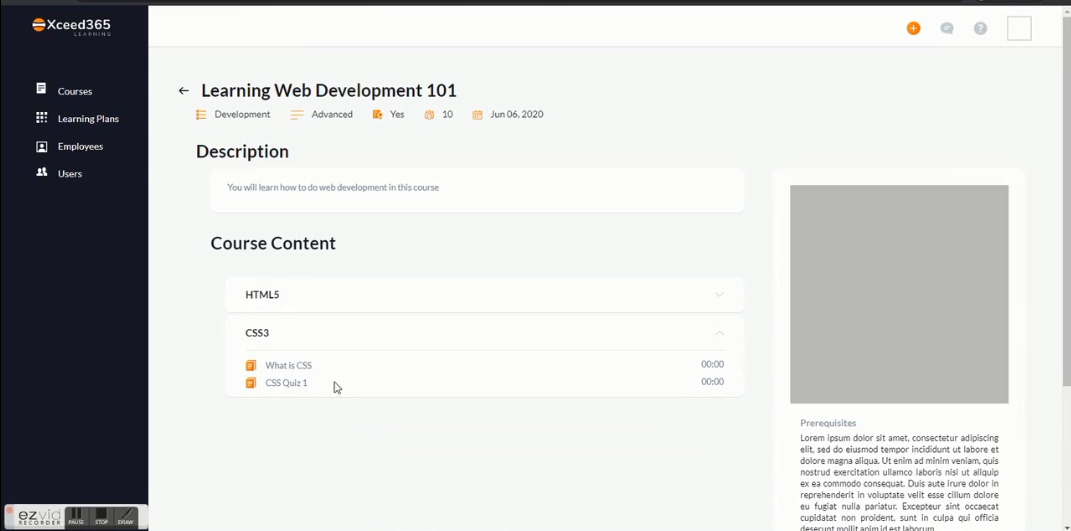 Xceed365
LEARNING
Courses
Learning Plans
Employees
Users
Learning Web Development 101
Development Advanced Yes 10 Jun 06, 2020
Description
You will learn how to do web development in this course
Course Content
HTML5
CSS3
What is CSS 00:00
CSS Quiz 1 00:00
Prerequisites
Lorem ipsum dolor sit amet, consectetur adipiscing
elit, sed do eiusmod tempor incididunt ut labore et
dolore magna aliqua. Ut enim ad minim veniam, quis
nostrud exercitation ullamco laboris nisi ut aliquip
ex ea commodo consequat. Duis aute irure dolor in
reprehenderit in voluptate velit esse cillum dolore
eu fugiat nulla pariatur. Excepteur sint occaecat
cupidatat non proident, sunt in culpa qui officia
deserunt mollit anim id est laborum
ezvid
RECORDER
PAUSE STOP DRAW